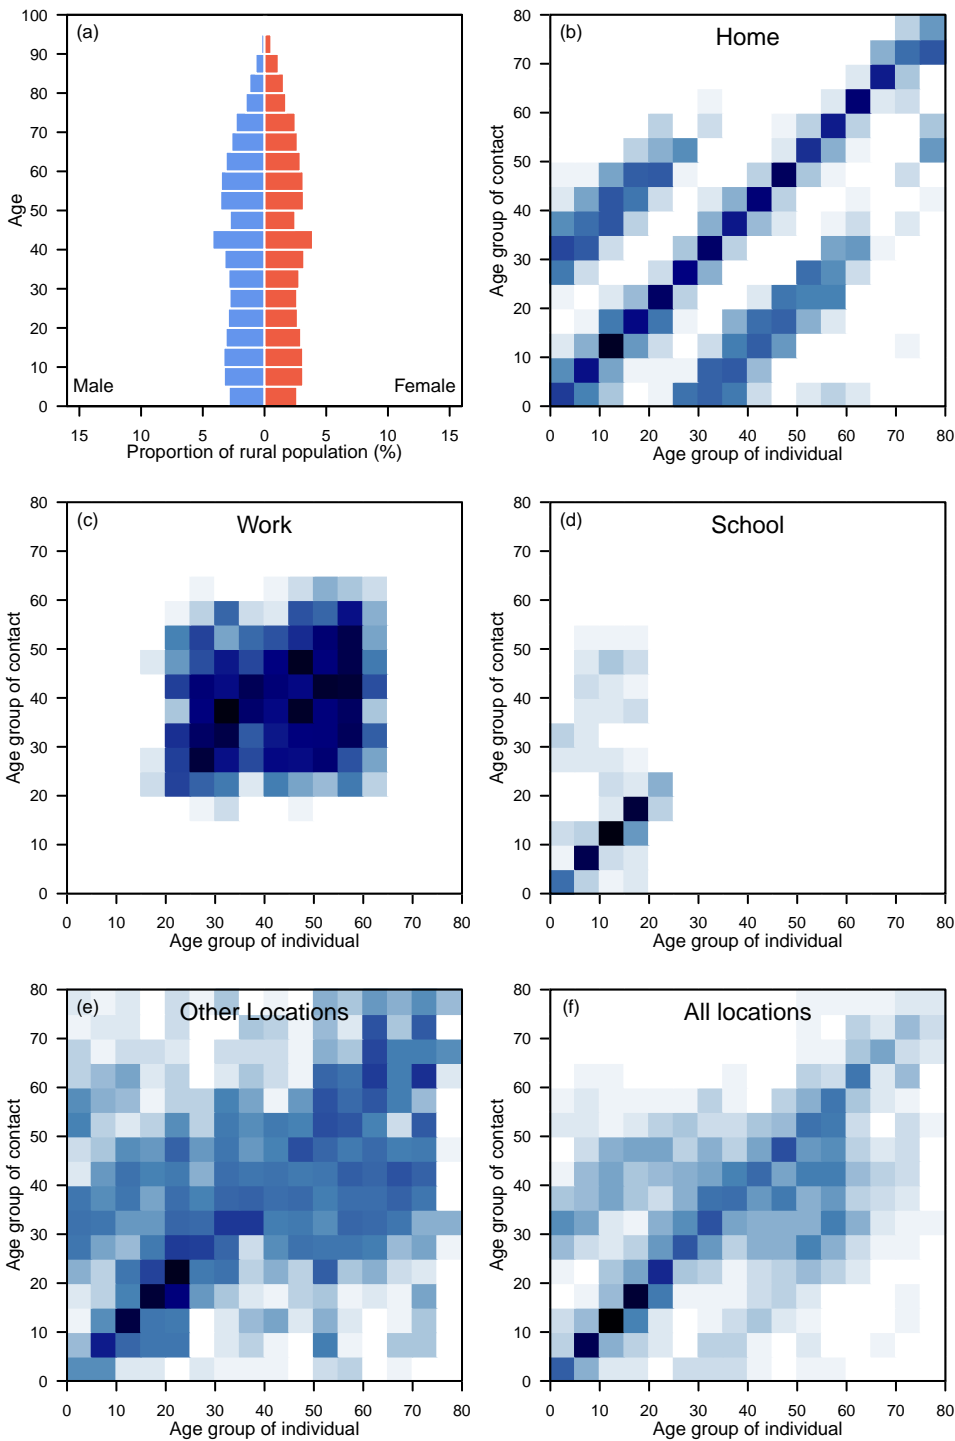 (a)
100
90
80
70
60
50
40
30
20
10
0
Age
Male
Female
15 10 5 0 5 10 15
Proportion of rural population (%)
(b)
Home
80
70
60
50
40
30
20
10
0
Age group of contact
0 10 20 30 40 50 60 70 80
Age group of individual
(c)
Work
80
70
60
50
40
30
20
10
0
Age group of contact
0 10 20 30 40 50 60 70 80
Age group of individual
(d)
School
80
70
60
50
40
30
20
10
0
Age group of contact
0 10 20 30 40 50 60 70 80
Age group of individual
(e)
Other Locations
80
70
60
50
40
30
20
10
0
Age group of contact
0 10 20 30 40 50 60 70 80
Age group of individual
(f)
All locations
80
70
60
50
40
30
20
10
0
Age group of contact
0 10 20 30 40 50 60 70 80
Age group of individual